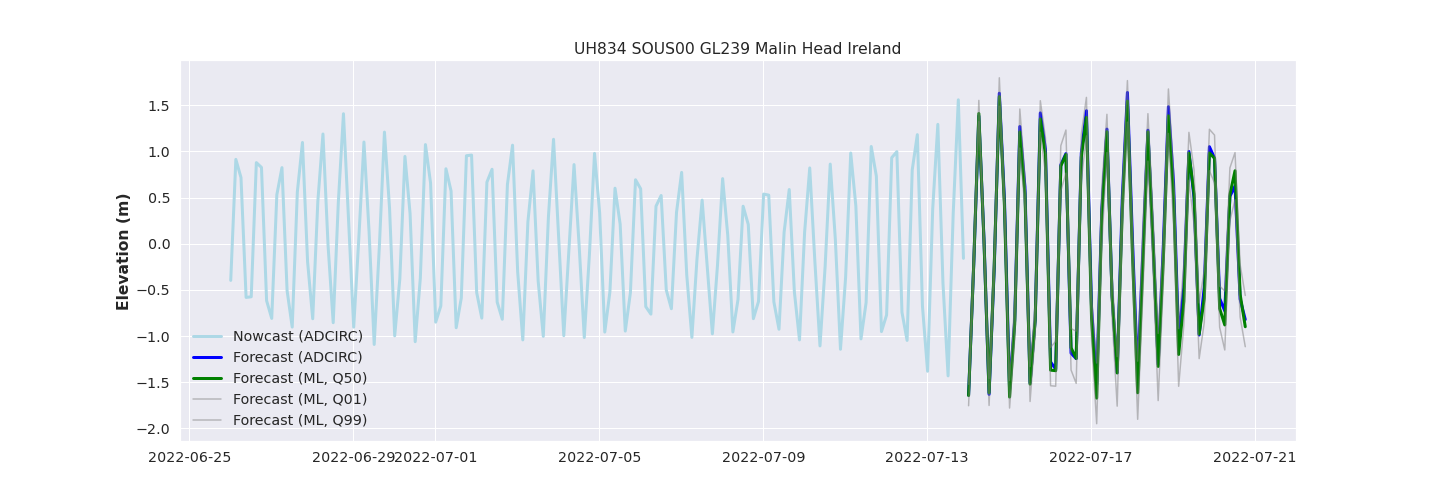 UH834 SOUS00 GL239 Malin Head Ireland
Elevation (m)
1.5
1.0
0.5
0.0
−0.5
−1.0
−1.5
−2.0
Nowcast (ADCIRC)
Forecast (ADCIRC)
Forecast (ML, Q50)
Forecast (ML, Q01)
Forecast (ML, Q99)
2022-06-25 2022-06-29 2022-07-01 2022-07-05 2022-07-09 2022-07-13 2022-07-17 2022-07-21